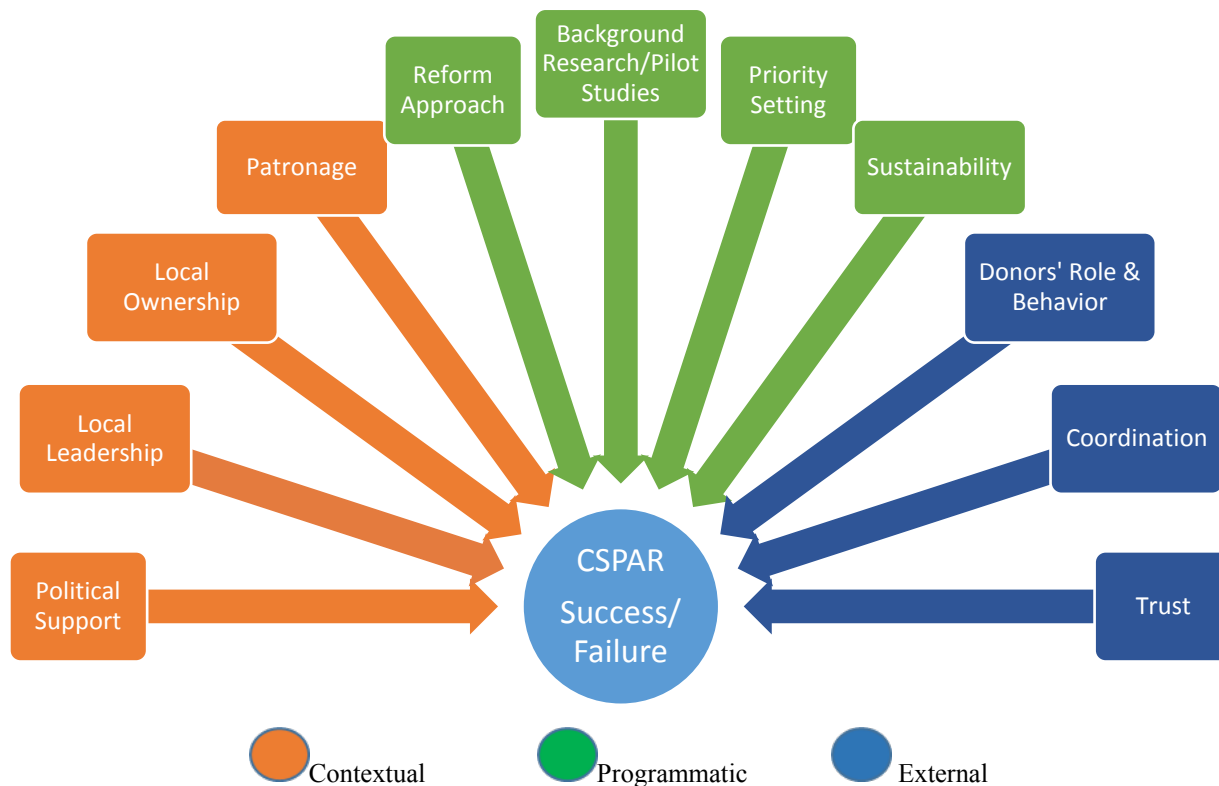 Background
Research/Pilot
Studies
Reform
Approach
Priority
Setting
Patronage
Sustainability
Local
Ownership
Donors' Role &
Behavior
Local
Leadership
Coordination
Political
Support
Trust
CSPAR
Success/
Failure
Contextual
Programmatic
External